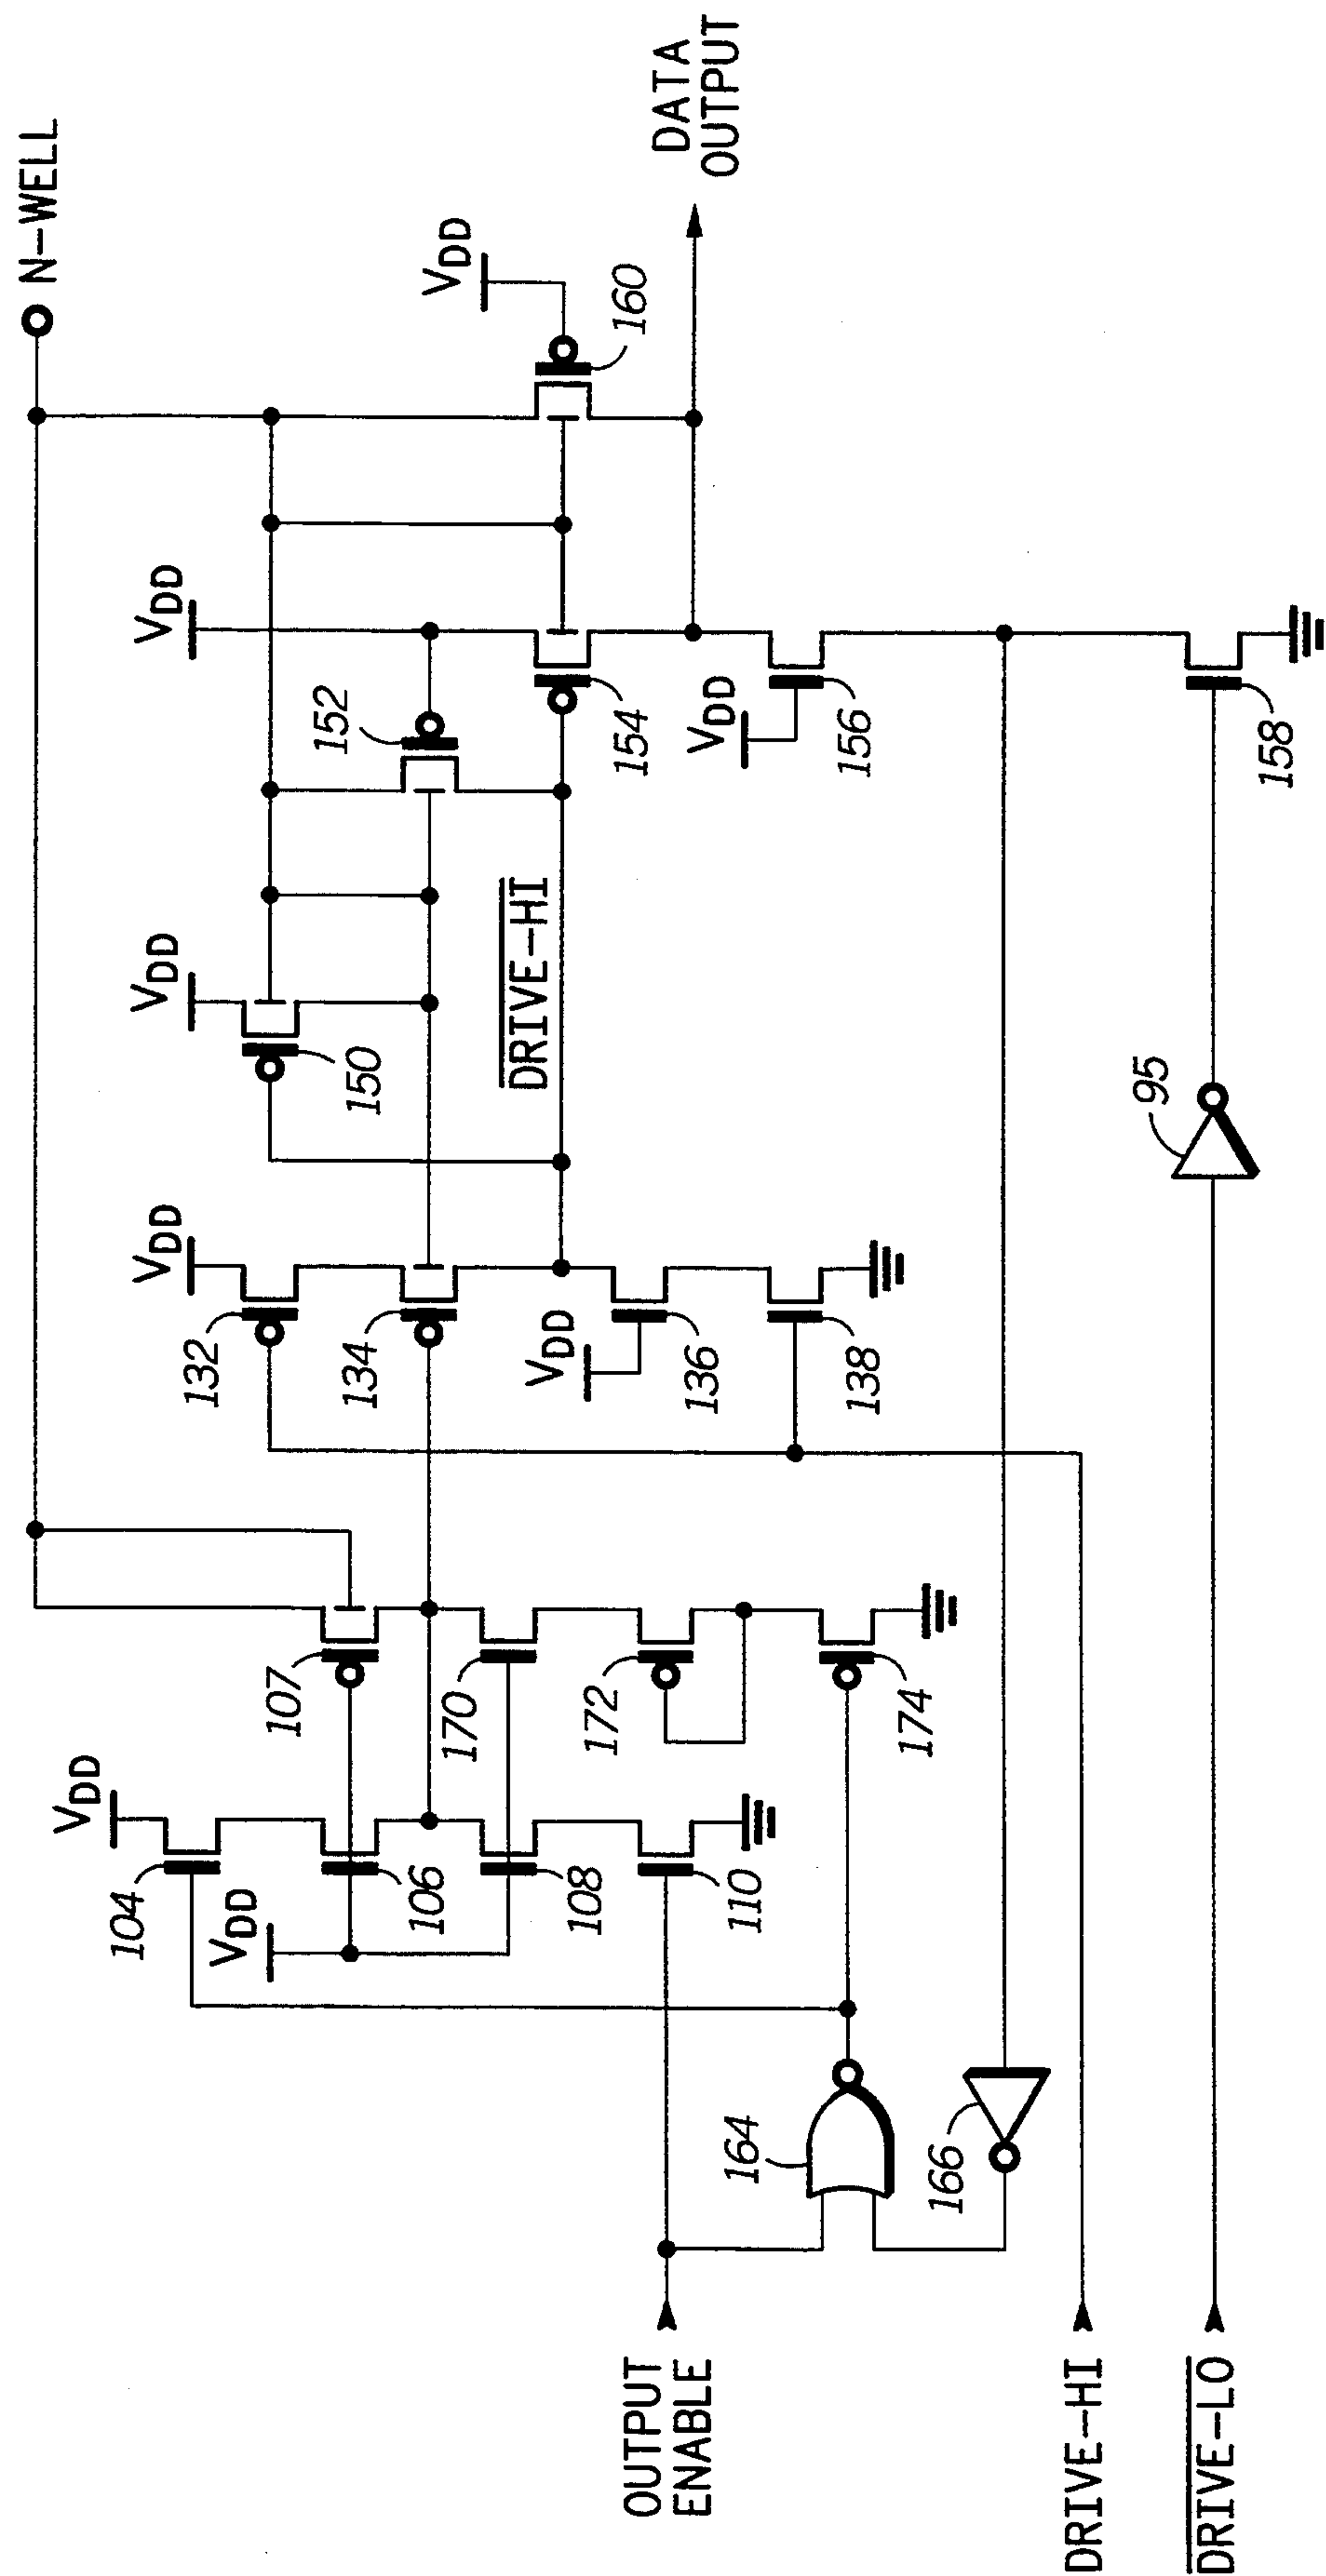 N-WELL
VDD
160
DATA
OUTPUT
VDD
152
154
VDD
156
158
VDD
150
DRIVE-HI
95
VDD
132
134
VDD
136
138
107
170
172
174
VDD
104
VDD
106
108
110
164
166
OUTPUT
ENABLE
DRIVE-HI
DRIVE-LO